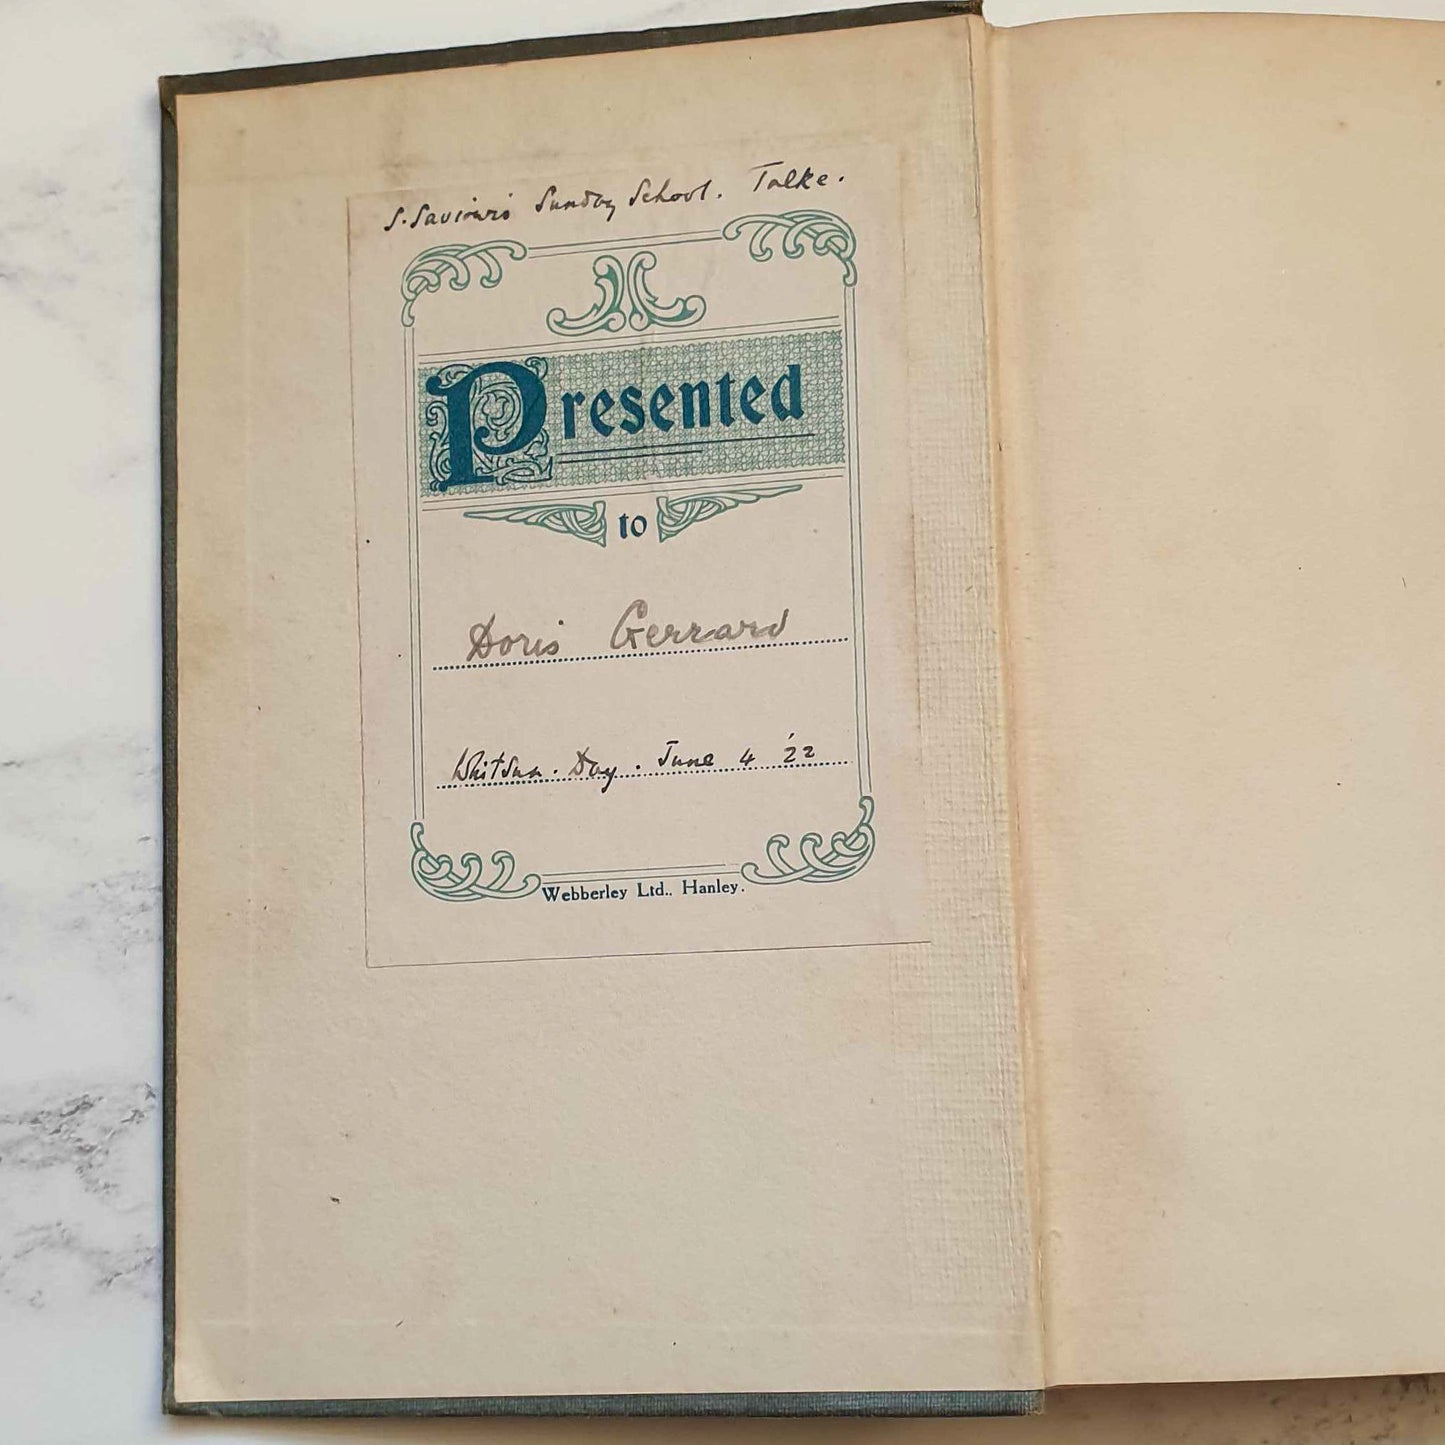 S. Saviour's Sunday School. Talke.
Presented
to
Doris Gerrard
Whitsun. Day. June 4 '22
Webberley Ltd., Hanley.